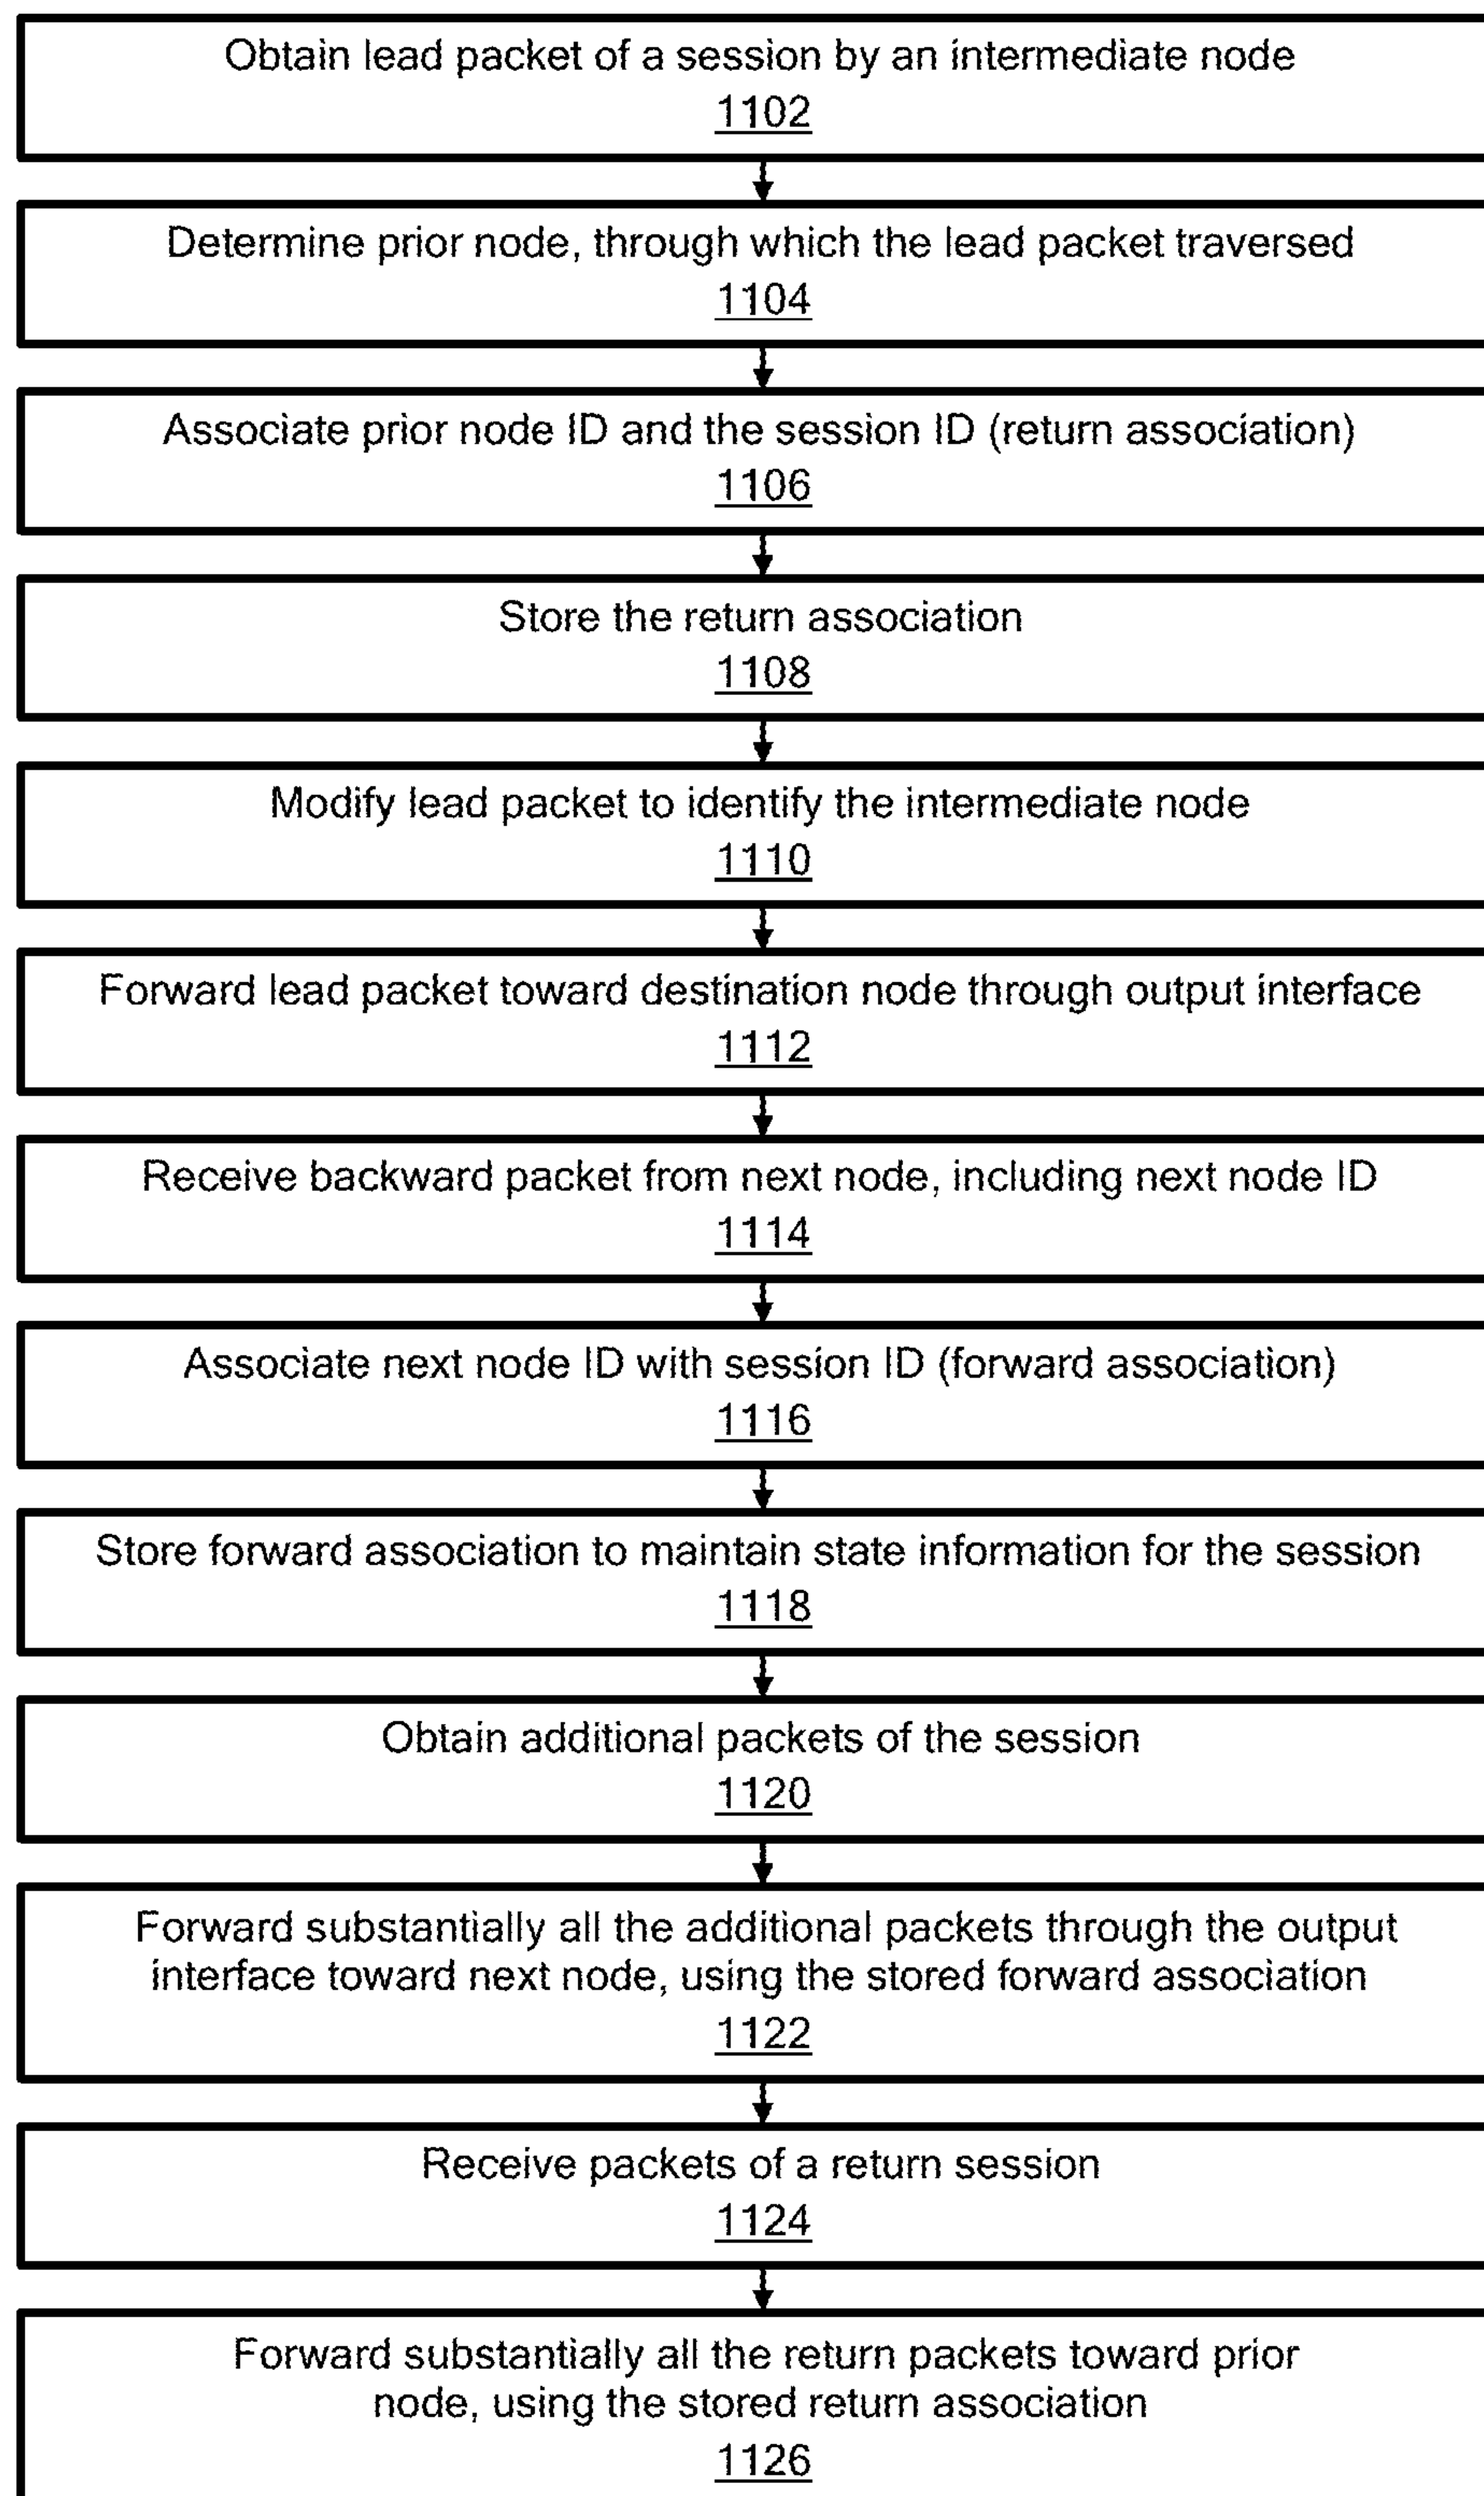 Obtain lead packet of a session by an intermediate node
1102
Determine prior node, through which the lead packet traversed
1104
Associate prior node ID and the session ID (return association)
1106
Store the return association
1108
Modify lead packet to identify the intermediate node
1110
Forward lead packet toward destination node through output interface
1112
Receive backward packet from next node, including next node ID
1114
Associate next node ID with session ID (forward association)
1116
Store forward association to maintain state information for the session
1118
Obtain additional packets of the session
1120
Forward substantially all the additional packets through the output
interface toward next node, using the stored forward association
1122
Receive packets of a return session
1124
Forward substantially all the return packets toward prior
node, using the stored return association
1126